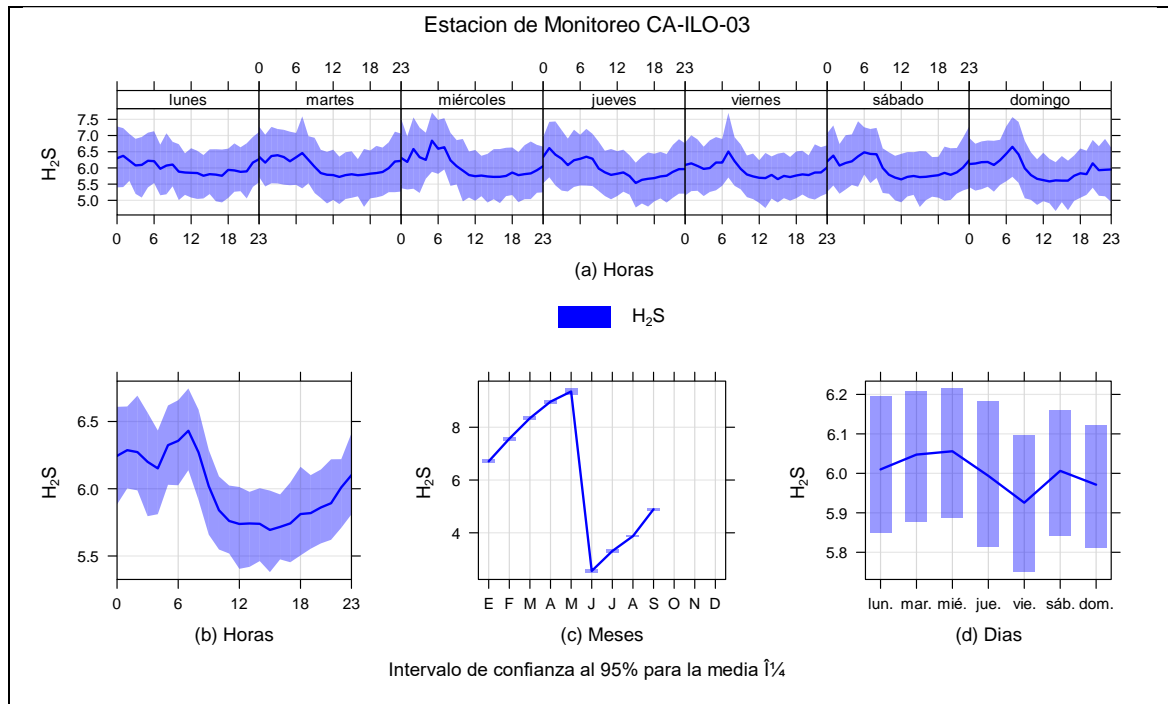 Estacion de Monitoreo CA-ILO-03
0 6 12 18 23 0 6 12 18 23 0 6 12 18 23
lunes martes miércoles jueves viernes sábado domingo
7.5
7.0
6.5
6.0
5.5
5.0
H₂S
0 6 12 18 23 0 6 12 18 23 0 6 12 18 23 0 6 12 18 23
(a) Horas
H₂S
6.5
6.0
5.5
H₂S
0 6 12 18 23
(b) Horas
8
6
4
H₂S
E F M A M J J A S O N D
(c) Meses
6.2
6.1
6.0
5.9
5.8
H₂S
lun. mar. mié. jue. vie. sáb. dom.
(d) Dias
Intervalo de confianza al 95% para la media Î¼